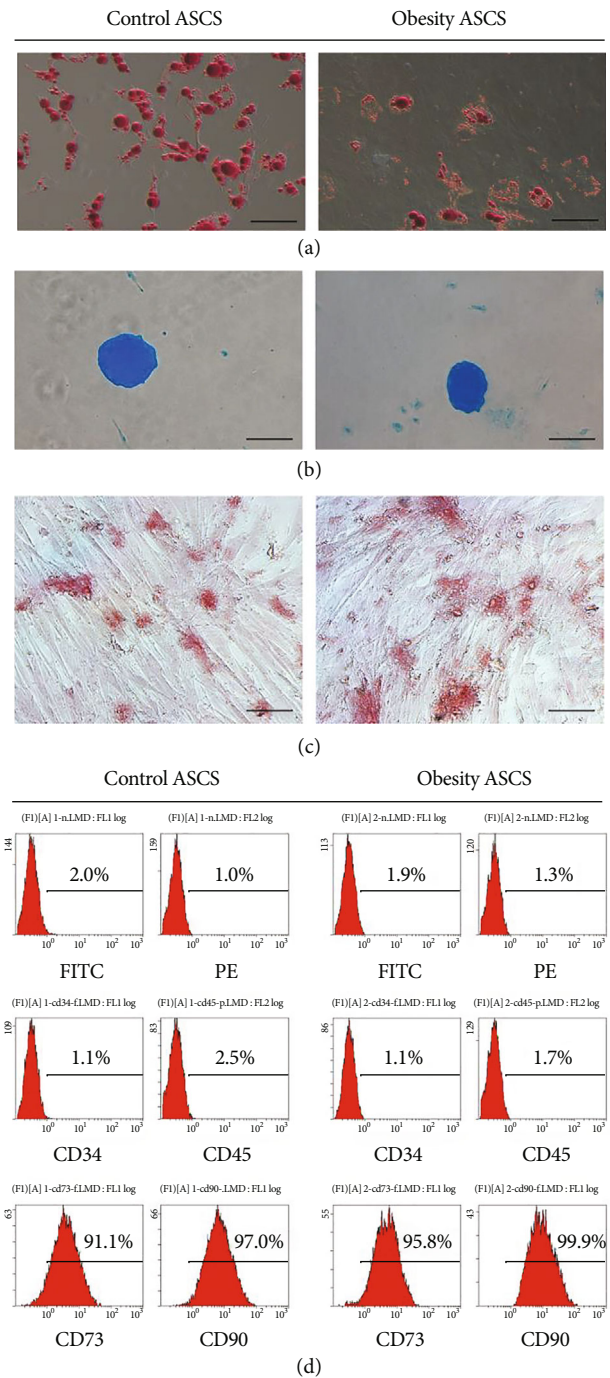 Control ASCS Obesity ASCS
(a)
(b)
(c)
Control ASCS Obesity ASCS
(F1)[A] 1-n.LMD : FL1 log (F1)[A] 1-n.LMD : FL2 log (F1)[A] 2-n.LMD : FL1 log (F1)[A] 2-n.LMD : FL2 log
144 159 113 120
2.0% 1.0% 1.9% 1.3%
10⁰ 10¹ 10² 10³ 10⁰ 10¹ 10² 10³ 10⁰ 10¹ 10² 10³ 10⁰ 10¹ 10² 10³
FITC PE FITC PE
(F1)[A] 1-cd34-f.LMD : FL1 log (F1)[A] 1-cd45-p.LMD : FL2 log (F1)[A] 2-cd34-f.LMD : FL1 log (F1)[A] 2-cd45-p.LMD : FL2 log
109 83 86 129
1.1% 2.5% 1.1% 1.7%
10⁰ 10¹ 10² 10³ 10⁰ 10¹ 10² 10³ 10⁰ 10¹ 10² 10³ 10⁰ 10¹ 10² 10³
CD34 CD45 CD34 CD45
(F1)[A] 1-cd73-f.LMD : FL1 log (F1)[A] 1-cd90-.LMD : FL1 log (F1)[A] 2-cd73-f.LMD : FL1 log (F1)[A] 2-cd90-f.LMD : FL1 log
63 66 55 43
91.1% 97.0% 95.8% 99.9%
10⁰ 10¹ 10² 10³ 10⁰ 10¹ 10² 10³ 10⁰ 10¹ 10² 10³ 10⁰ 10¹ 10² 10³
CD73 CD90 CD73 CD90
(d)